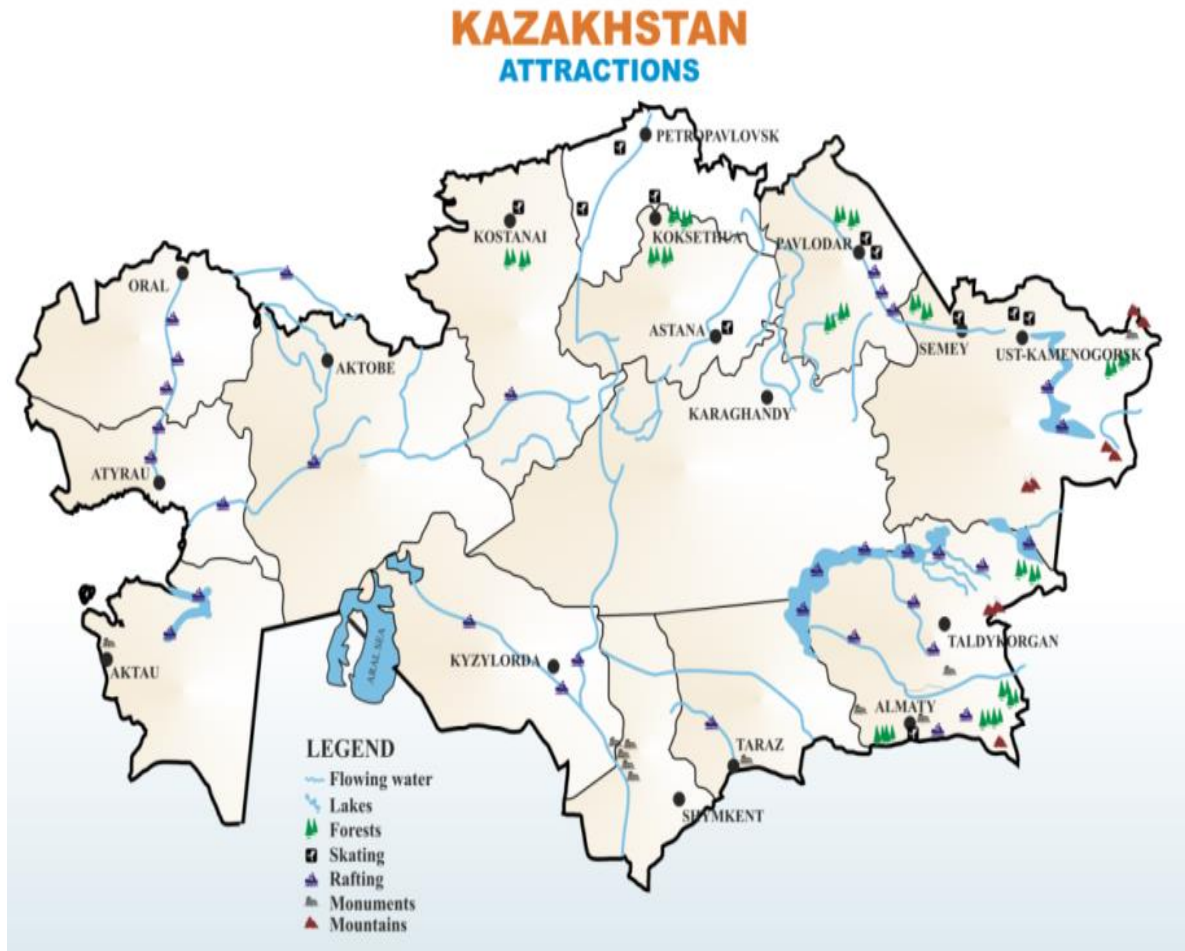 KAZAKHSTAN
ATTRACTIONS
PETROPAVLOVSK
KOSTANAI
KOKSETHUA
PAVLODAR
ORAL
ASTANA
SEMEY
UST-KAMENOGORSK
AKTOBE
KARAGHANDY
ATYRAU
TALDYKORGAN
ARAL SEA
KYZYLORDA
AKTAU
ALMATY
TARAZ
SHYMKENT
LEGEND
Flowing water
Lakes
Forests
Skating
Rafting
Monuments
Mountains